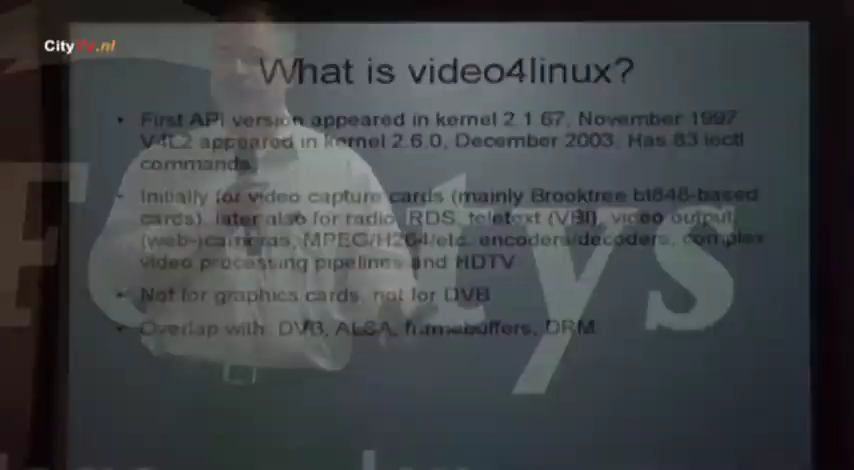 CityTV.nl
What is video4linux?
• First API version appeared in kernel 2.1.67, November 1997.
V4L2 appeared in kernel 2.6.0, December 2003. Has 83 ioctl
commands.
• Initially for video capture cards (mainly Brooktree bt848-based
cards), later also for radio, RDS, teletext (VBI), video output,
(web-)cameras, MPEG/H264/etc. encoders/decoders, complex
video processing pipelines and HDTV
• Not for graphics cards, not for DVB
• Overlap with: DVB, ALSA, framebuffers, DRM